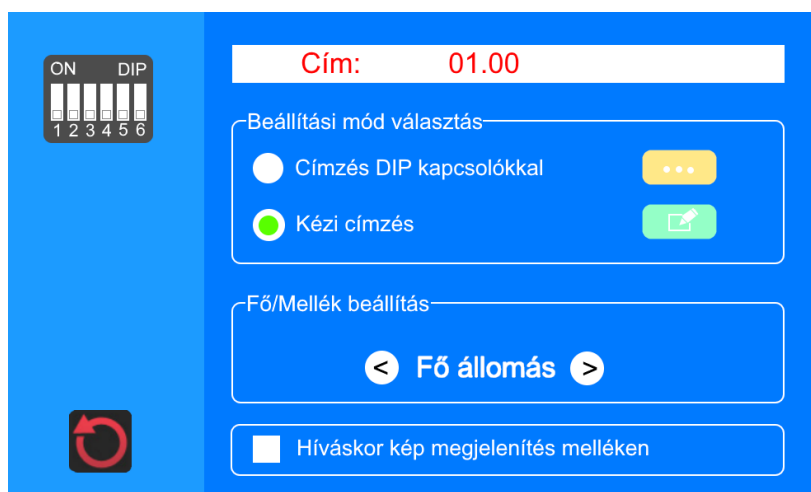 ON DIP
1 2 3 4 5 6
Cím: 01.00
Beállítási mód választás
Címzés DIP kapcsolókkal
Kézi címzés
Fő/Mellék beállítás
< Fő állomás >
Híváskor kép megjelenítés melléken